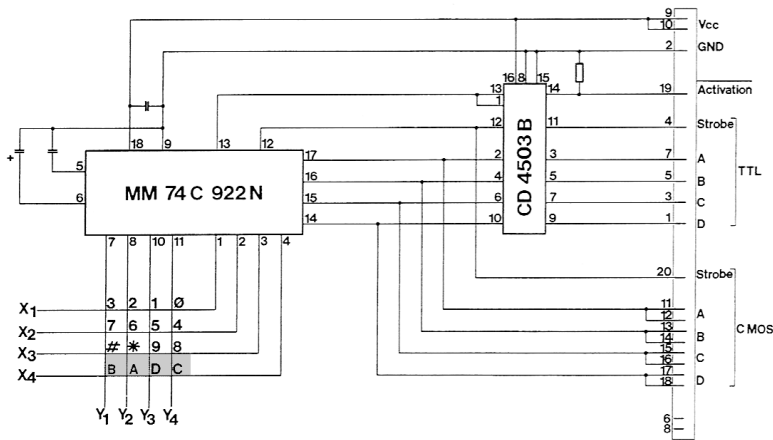 9
10 Vcc
2 GND
16 8 15
13 14 19 Activation
1
18 9 13 12
12 11 4 Strobe
5 17 2 3 7 A
MM 74 C 922 N
CD 4503 B
TTL
16 4 5 5 B
6 15 6 7 3 C
14 10 9 1 D
7 8 10 11 1 2 3 4
20 Strobe
X1 3 2 1 Ø
11
12 A
X2 7 6 5 4
13
14 B
CMOS
X3 # * 9 8
15
16 C
X4 B A D C
17
18 D
Y1 Y2 Y3 Y4
6
8
+